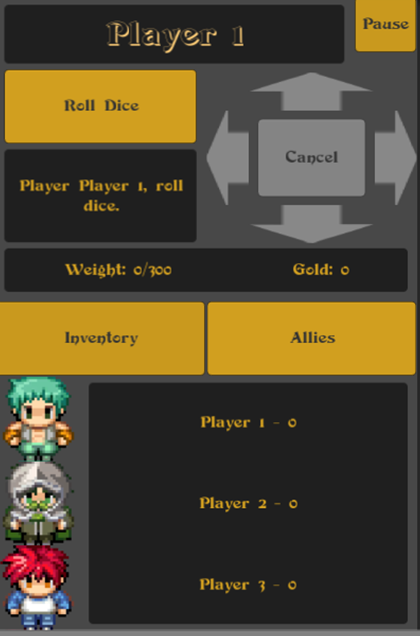 Player 1
Pause
Roll Dice
Cancel
Player Player 1, roll
dice.
Weight: 0/300
Gold: 0
Inventory
Allies
Player 1 - 0
Player 2 - 0
Player 3 - 0